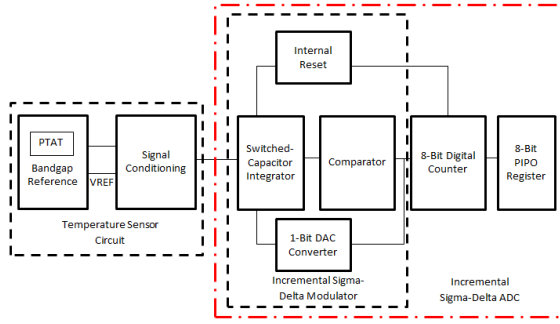 Internal
Reset
PTAT
Bandgap
Reference
VREF
Signal
Conditioning
Temperature Sensor
Circuit
Switched-
Capacitor
Integrator
Comparator
8-Bit Digital
Counter
8-Bit
PIPO
Register
1-Bit DAC
Converter
Incremental Sigma-
Delta Modulator
Incremental
Sigma-Delta ADC